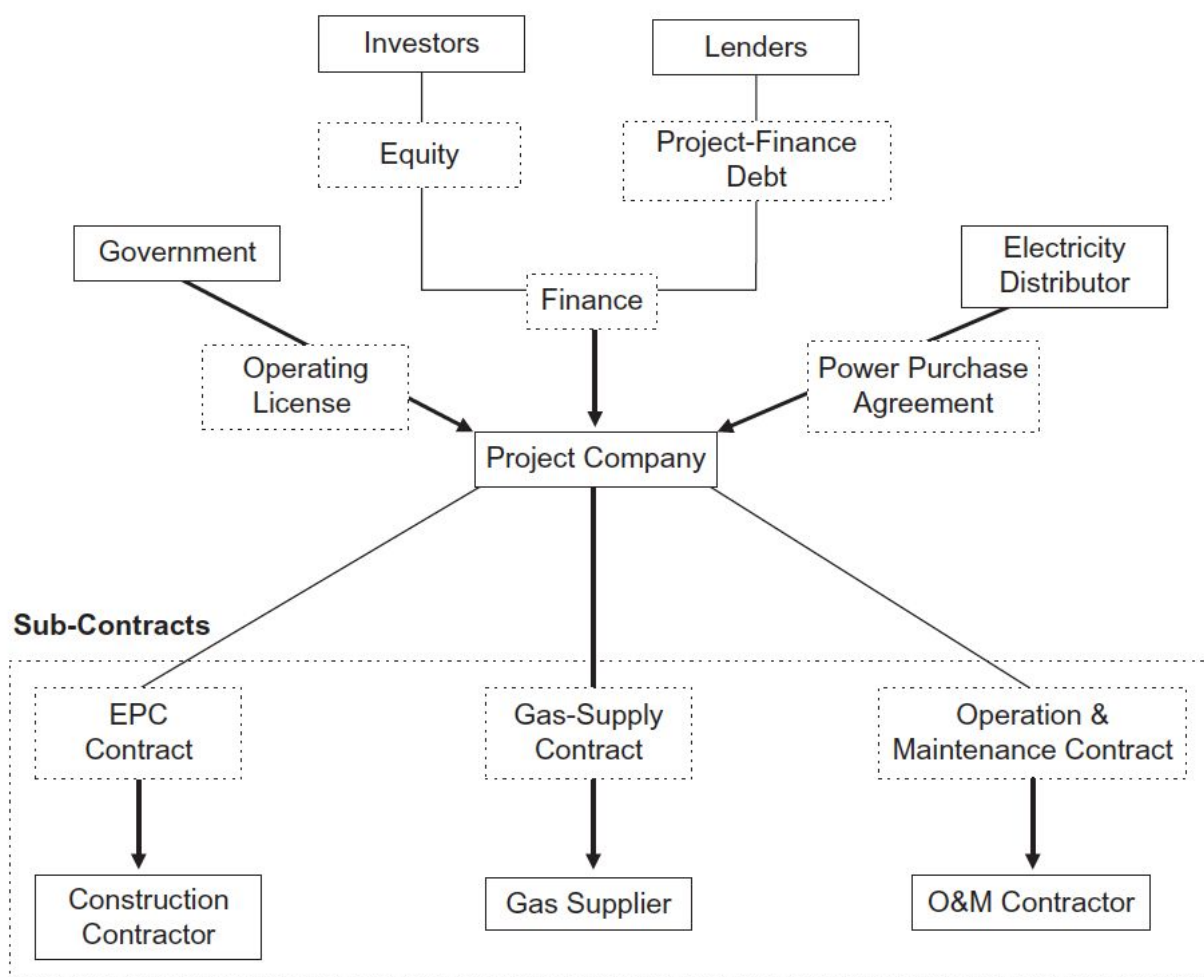 Investors
Lenders
Equity
Project-Finance
Debt
Government
Electricity
Distributor
Finance
Operating
License
Power Purchase
Agreement
Project Company
Sub-Contracts
EPC
Contract
Gas-Supply
Contract
Operation &
Maintenance Contract
Construction
Contractor
Gas Supplier
O&M Contractor